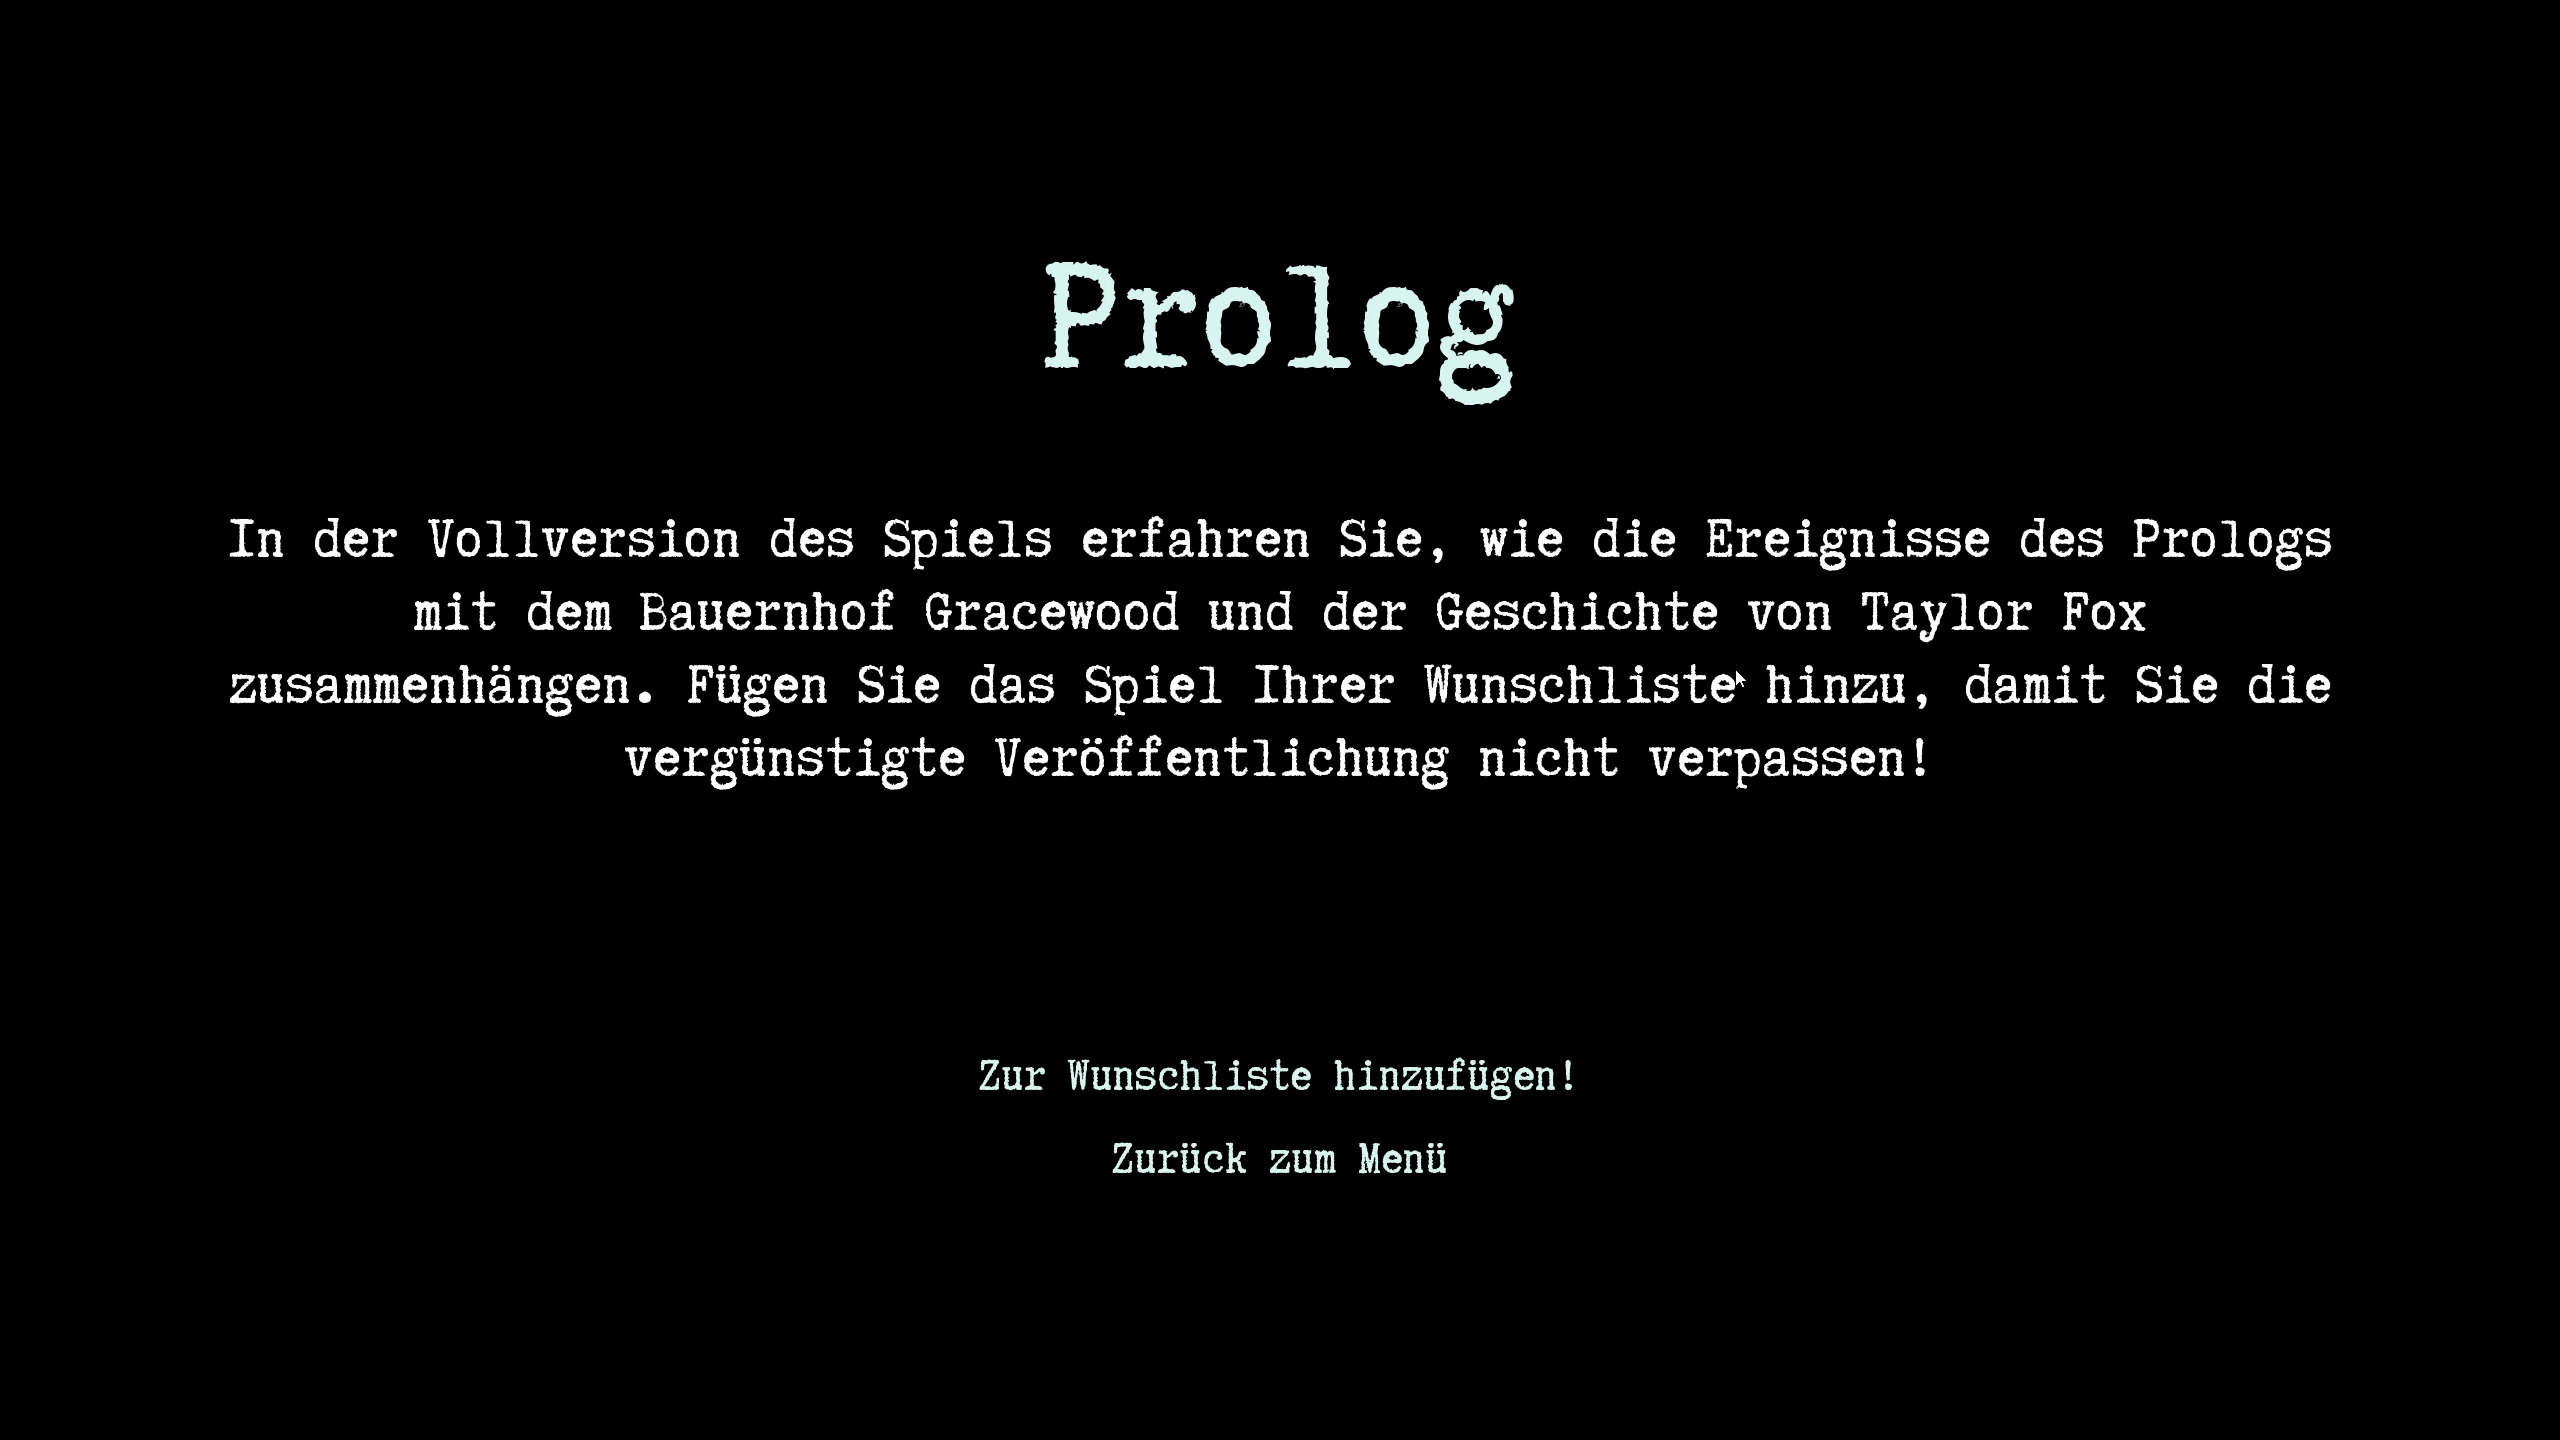 Prolog
In der Vollversion des Spiels erfahren Sie, wie die Ereignisse des Prologs
mit dem Bauernhof Gracewood und der Geschichte von Taylor Fox
zusammenhängen. Fügen Sie das Spiel Ihrer Wunschliste hinzu, damit Sie die
vergünstigte Veröffentlichung nicht verpassen!
Zur Wunschliste hinzufügen!
Zurück zum Menü